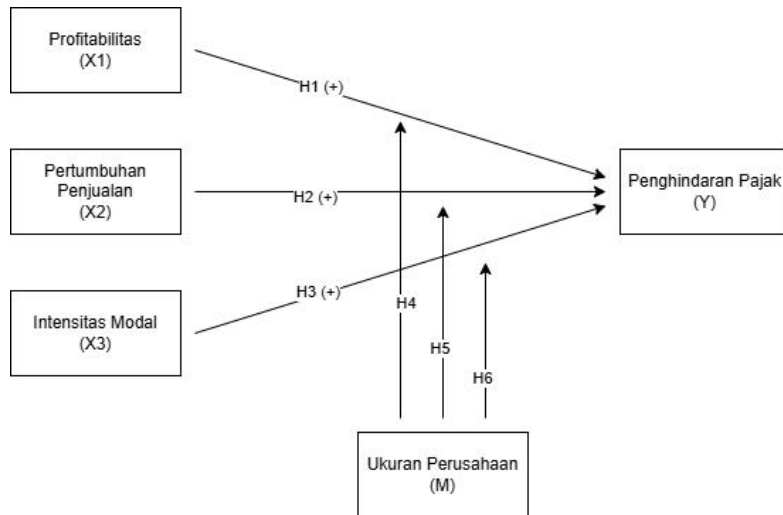 Profitabilitas
(X1)
H1 (+)
Pertumbuhan
Penjualan
(X2)
H2 (+)
Penghindaran Pajak
(Y)
Intensitas Modal
(X3)
H3 (+)
H4
H5
H6
Ukuran Perusahaan
(M)